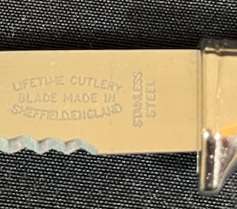 LIFETIME CUTLERY
BLADE MADE IN
SHEFFIELD.ENGLAND
STAINLESS
STEEL